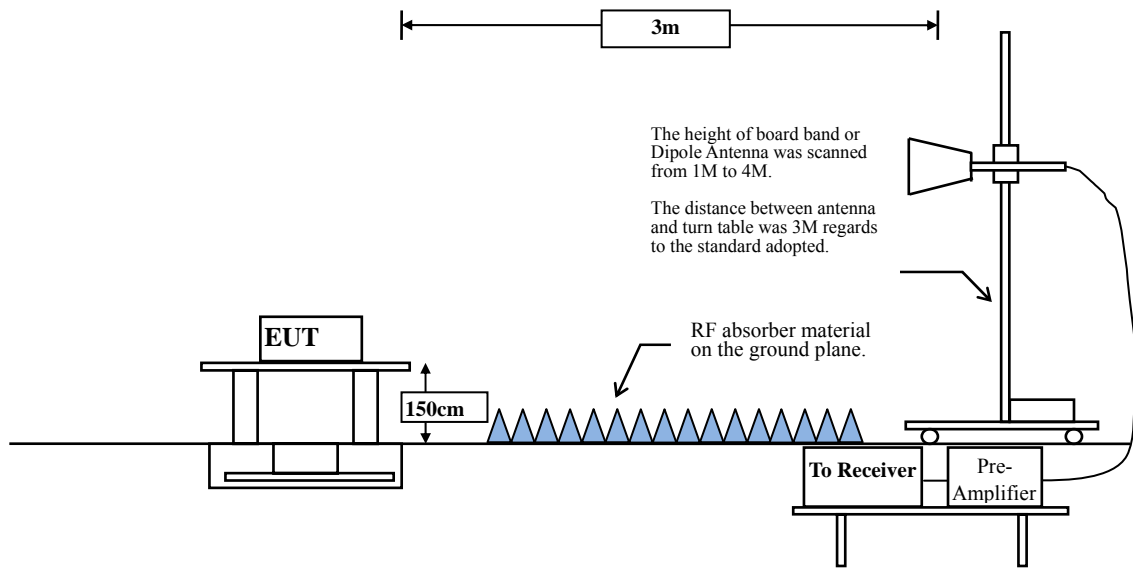 3m
The height of board band or
Dipole Antenna was scanned
from 1M to 4M.
The distance between antenna
and turn table was 3M regards
to the standard adopted.
EUT
RF absorber material
on the ground plane.
150cm
To Receiver
Pre-
Amplifier